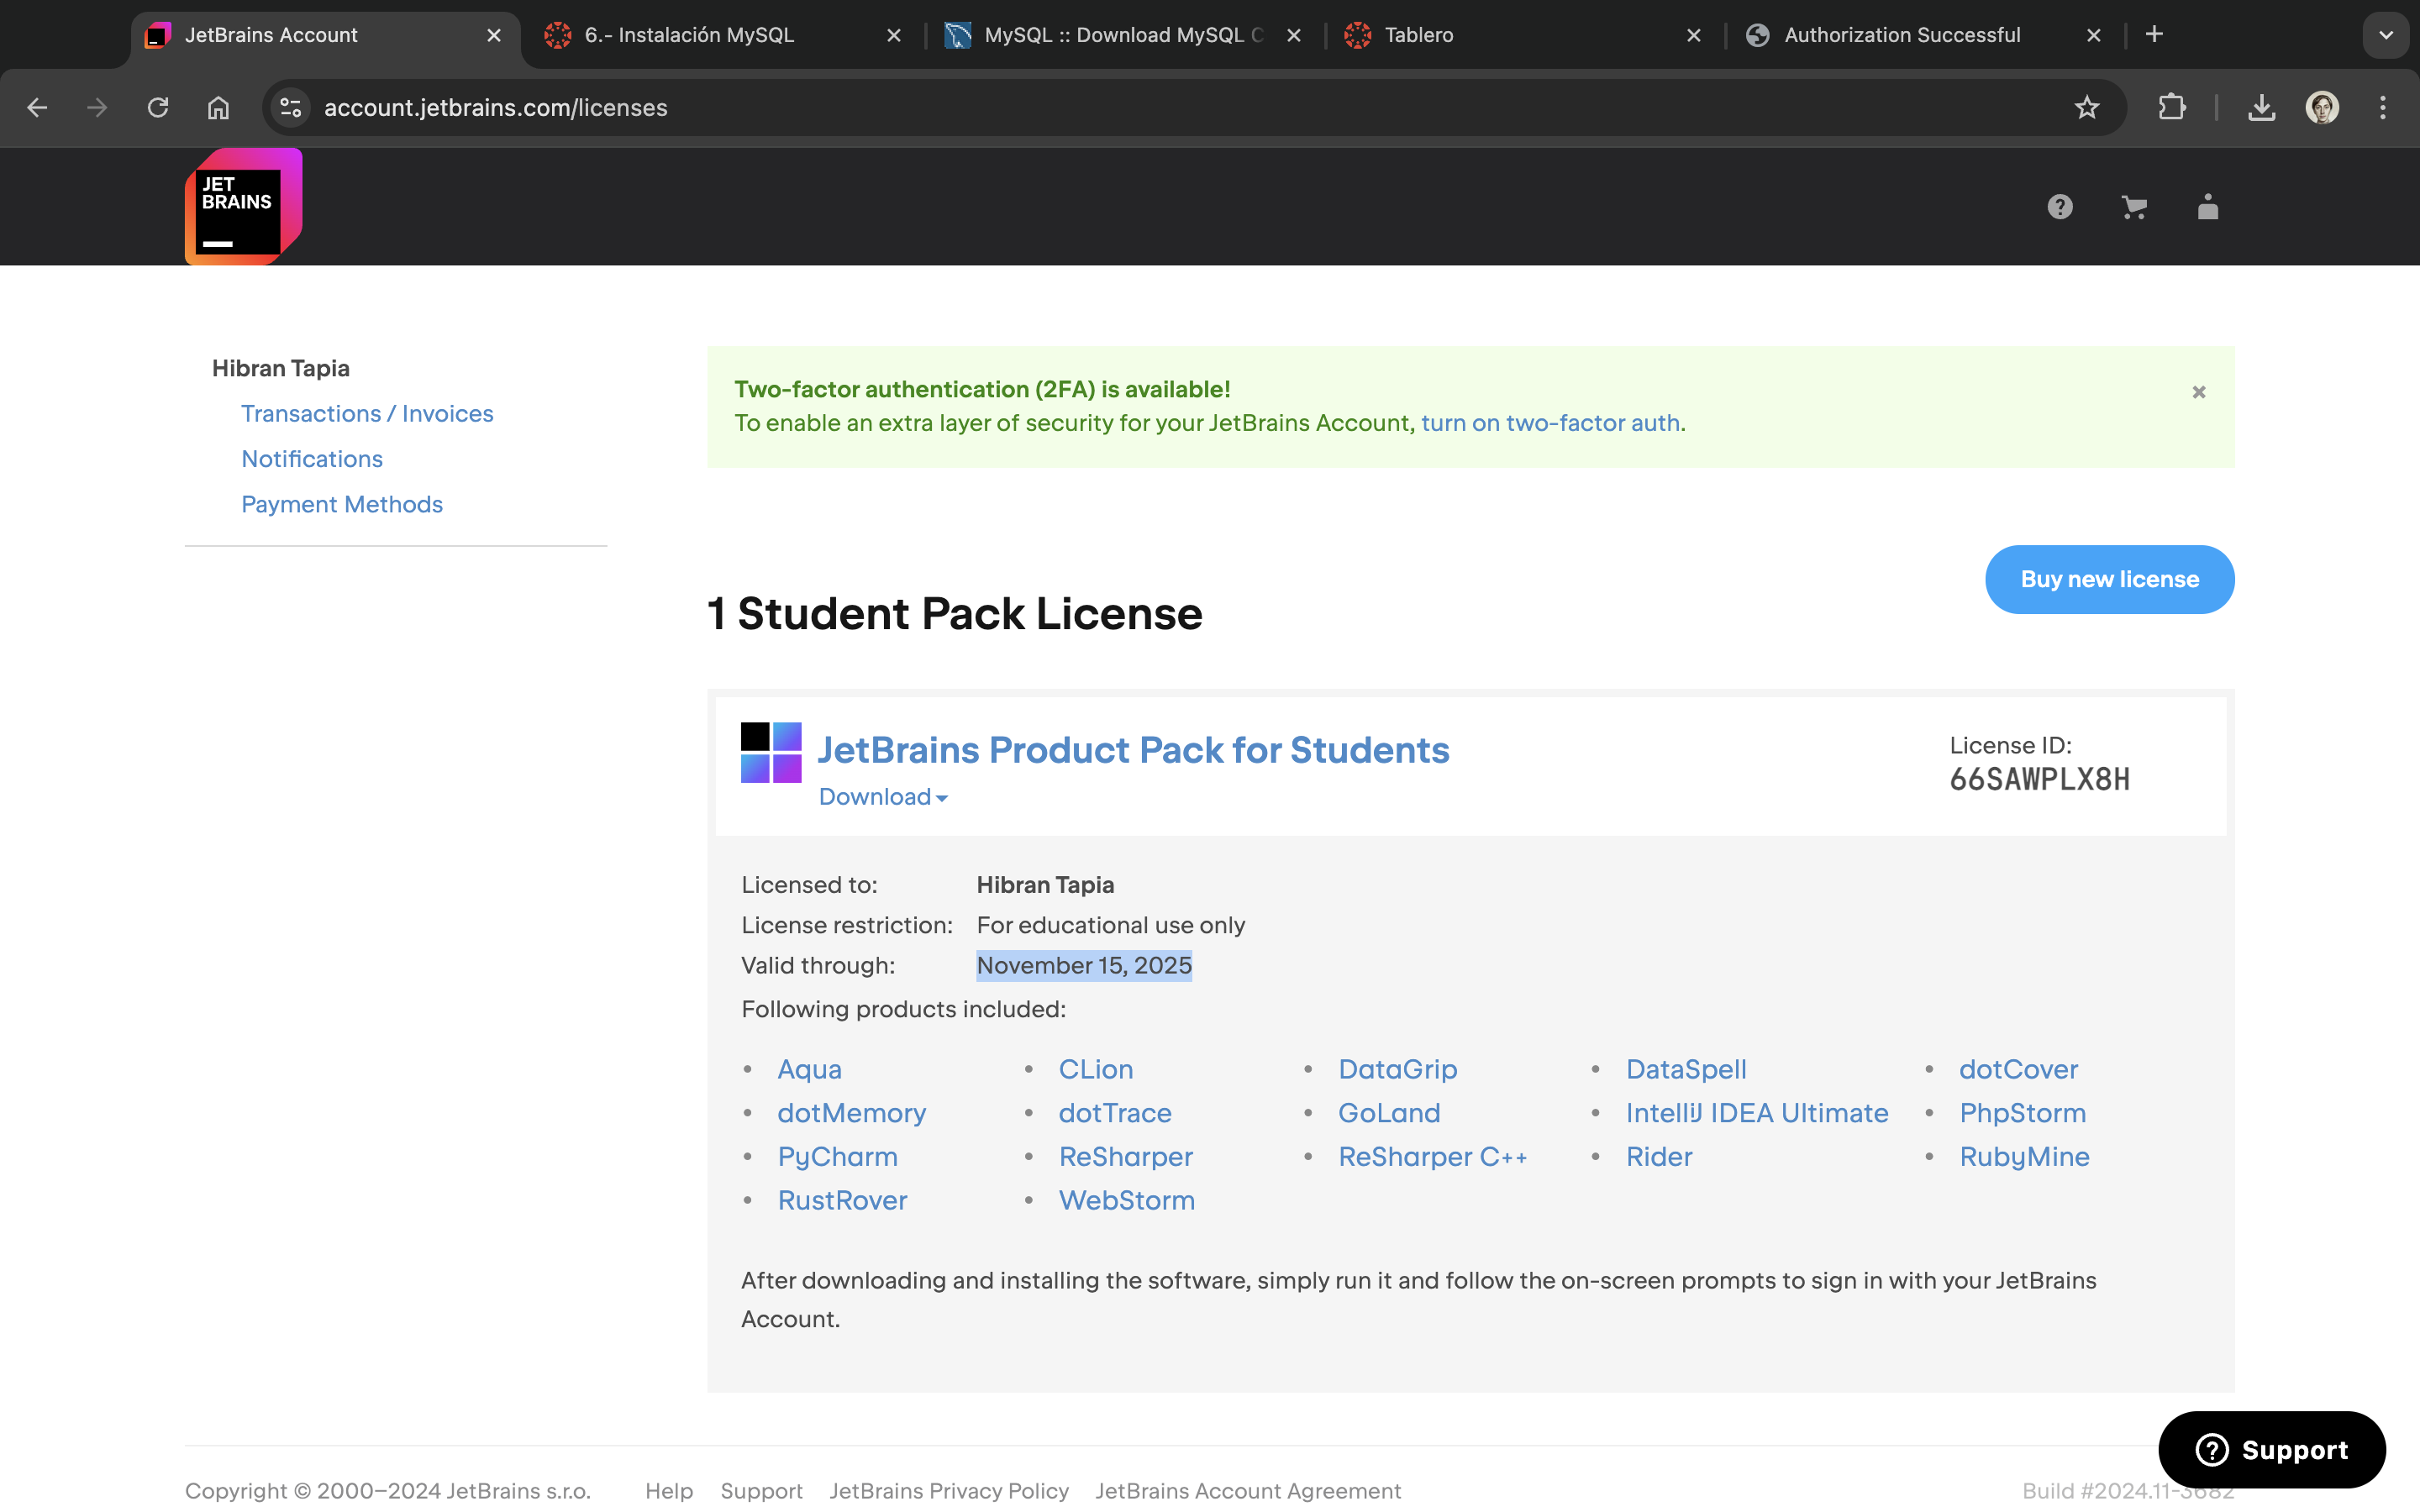 JetBrains Account
6.- Instalación MySQL
MySQL :: Download MySQL C
Tablero
Authorization Successful
account.jetbrains.com/licenses
JET
BRAINS
Hibran Tapia
Transactions / Invoices
Notifications
Payment Methods
Two-factor authentication (2FA) is available!
To enable an extra layer of security for your JetBrains Account, turn on two-factor auth.
Buy new license
1 Student Pack License
JetBrains Product Pack for Students
Download
License ID:
66SAWPLX8H
Licensed to: Hibran Tapia
License restriction: For educational use only
Valid through: November 15, 2025
Following products included:
• Aqua • CLion • DataGrip • DataSpell • dotCover
• dotMemory • dotTrace • GoLand • IntelliJ IDEA Ultimate • PhpStorm
• PyCharm • ReSharper • ReSharper C++ • Rider • RubyMine
• RustRover • WebStorm
After downloading and installing the software, simply run it and follow the on-screen prompts to sign in with your JetBrains
Account.
Support
Copyright © 2000–2024 JetBrains s.r.o. Help Support JetBrains Privacy Policy JetBrains Account Agreement Build #2024.11-3682